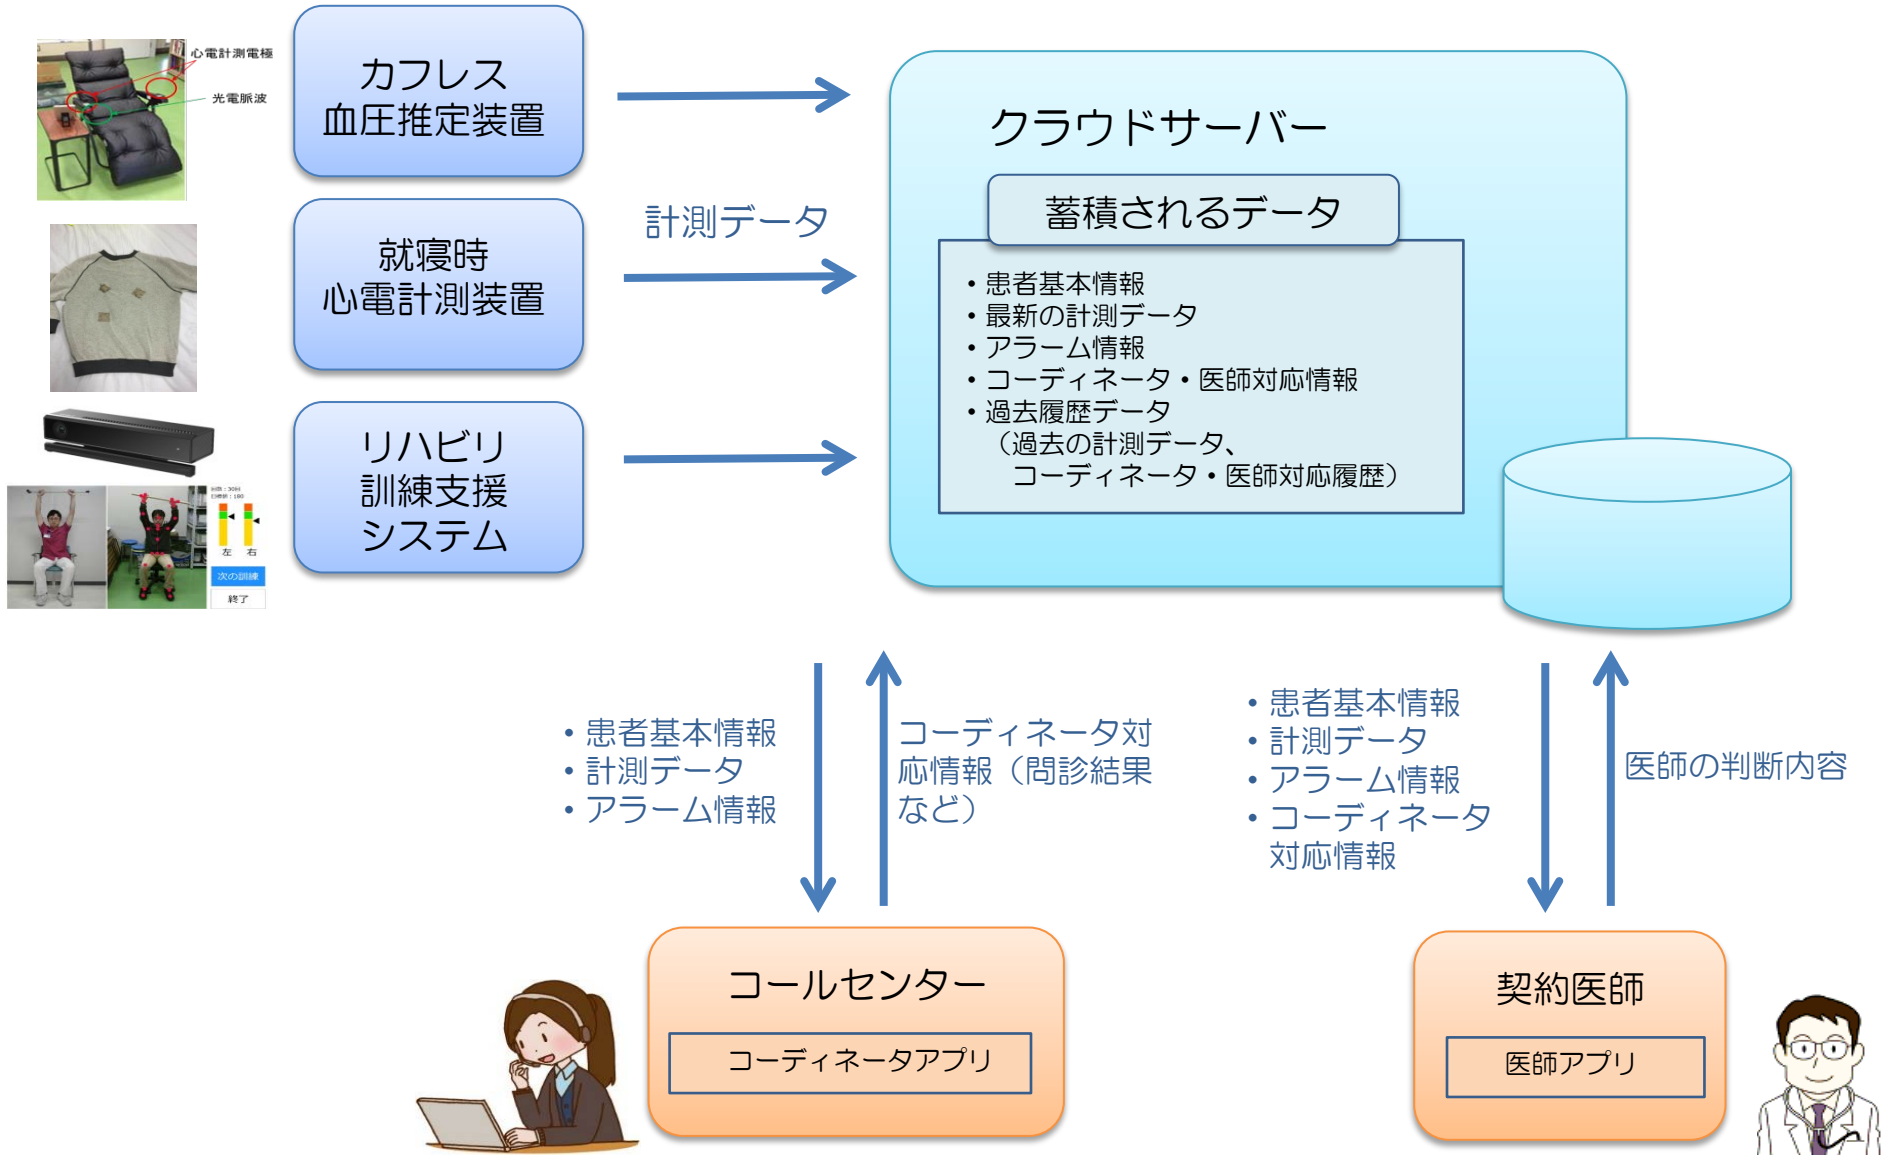 心電計測電極
光電脈波
カフレス
血圧推定装置
就寝時
心電計測装置
リハビリ
訓練支援
システム
回数：30回
目標値：180
左 右
次の訓練
終了
計測データ
クラウドサーバー
蓄積されるデータ
・患者基本情報
・最新の計測データ
・アラーム情報
・コーディネータ・医師対応情報
・過去履歴データ
（過去の計測データ、
コーディネータ・医師対応履歴）
・患者基本情報
・計測データ
・アラーム情報
コーディネータ対
応情報（問診結果
など）
・患者基本情報
・計測データ
・アラーム情報
・コーディネータ
対応情報
医師の判断内容
コールセンター
コーディネータアプリ
契約医師
医師アプリ